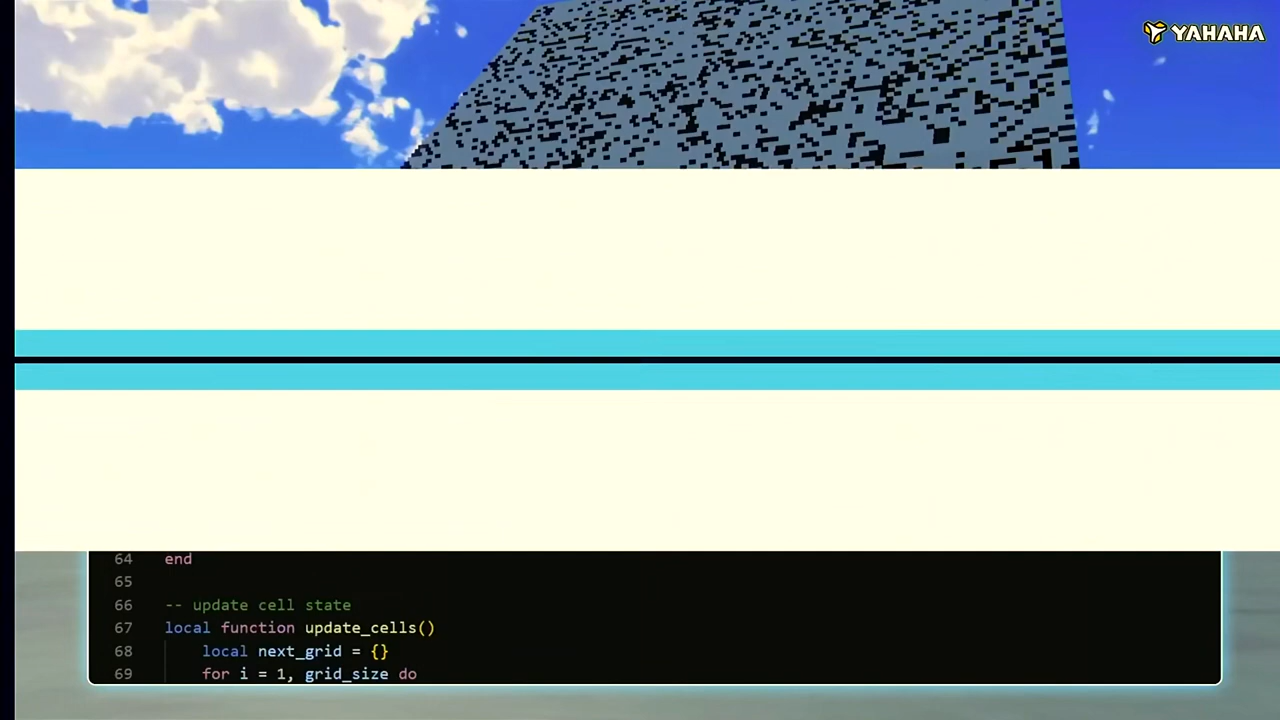 YAHAHA
64 end
65
66 -- update cell state
67 local function update_cells()
68 local next_grid = {}
69 for i = 1, grid_size do